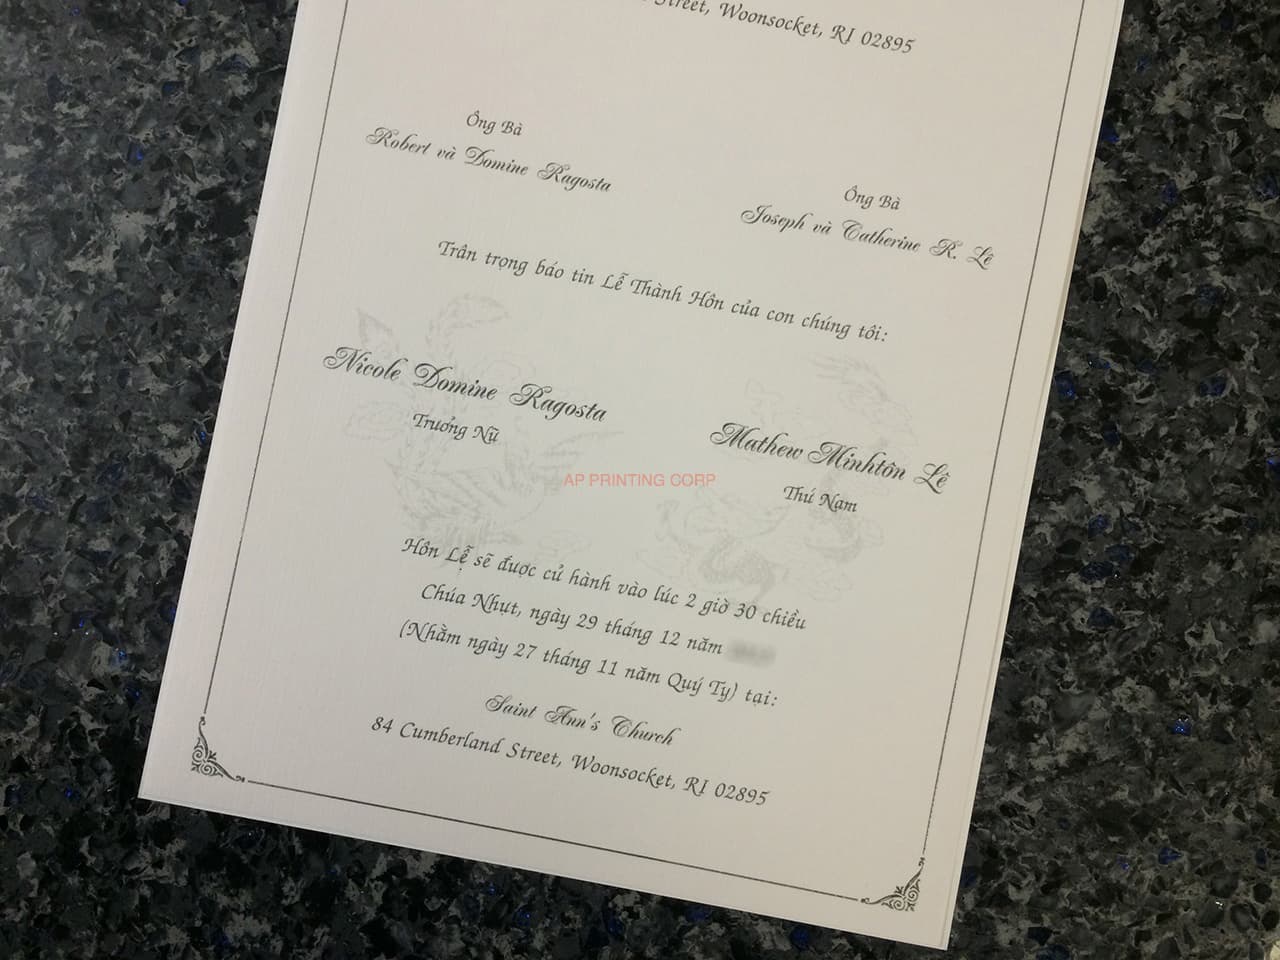 Street, Woonsocket, RI 02895
Ông Bà
Robert và Domine Ragosta
Ông Bà
Joseph và Catherine R. Lê
Trân trọng báo tin Lễ Thành Hôn của con chúng tôi:
Nicole Domine Ragosta
Trưởng Nữ
Mathew Minhtôn Lê
Thứ Nam
AP PRINTING CORP
Hôn Lễ sẽ được cử hành vào lúc 2 giờ 30 chiều
Chúa Nhựt, ngày 29 tháng 12 năm
(Nhằm ngày 27 tháng 11 năm Quý Tỵ) tại:
Saint Ann's Church
84 Cumberland Street, Woonsocket, RI 02895